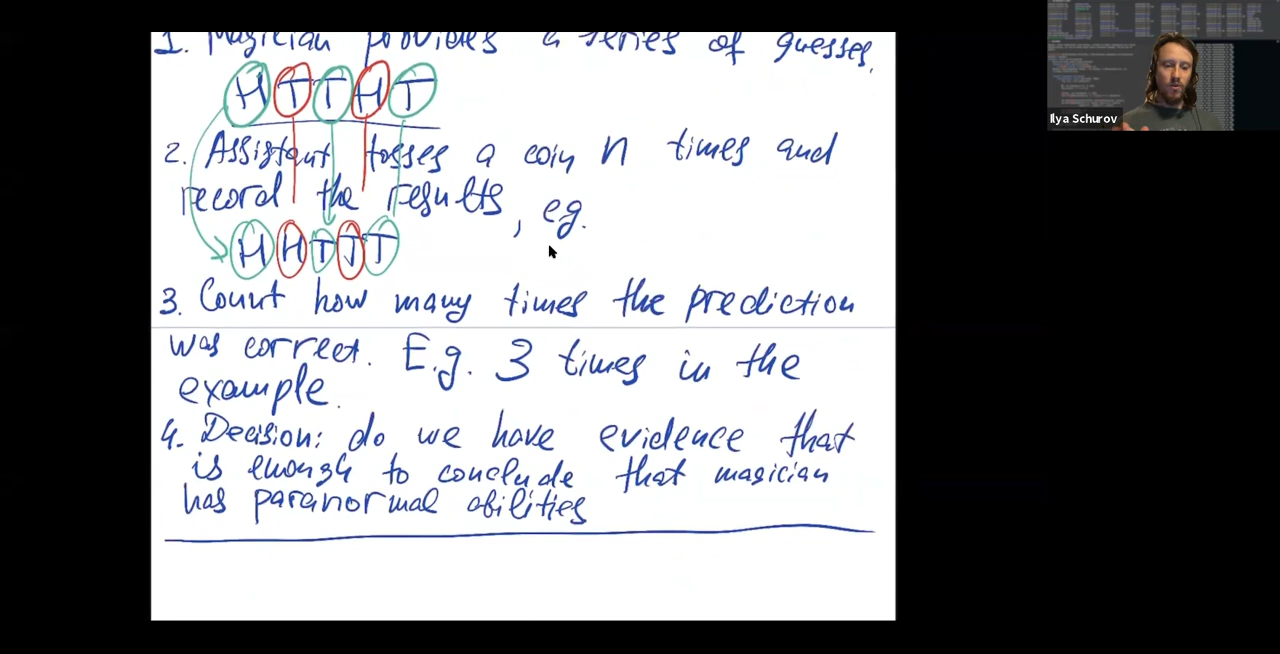 1. Magician provides a series of guesses.
H T T H T
2. Assistant tosses a coin n times and
record the results, eg.
H H T T T
3. Count how many times the prediction
was correct. E.g. 3 times in the
example.
4. Decision: do we have evidence that
is enough to conclude that magician
has paranormal abilities
Ilya Schurov